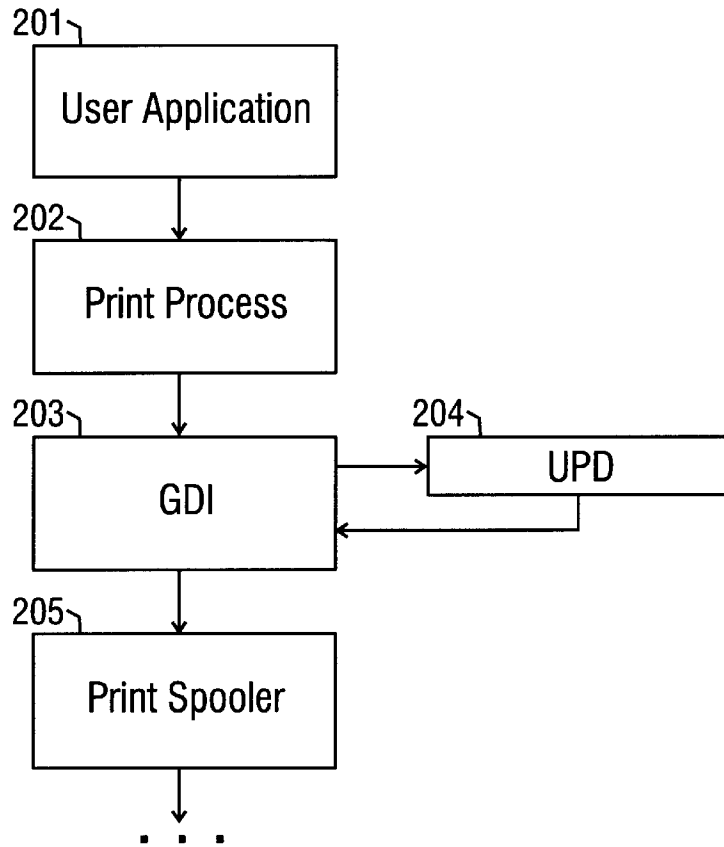 201
User Application
202
Print Process
203
GDI
204
UPD
205
Print Spooler
. . .